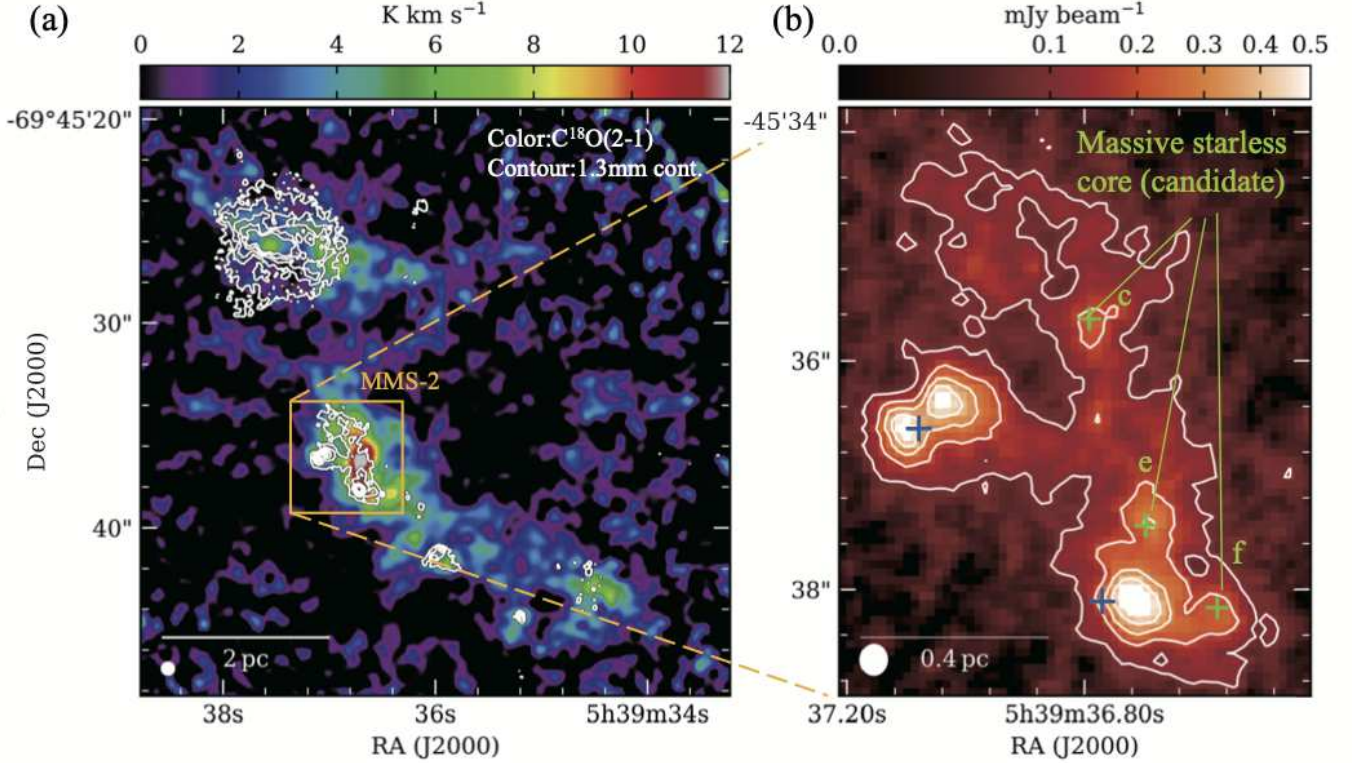 (a)
K km s⁻¹
0 2 4 6 8 10 12
-69°45'20"
30"
40"
Dec (J2000)
Color:C¹⁸O(2-1)
Contour:1.3mm cont.
MMS-2
2 pc
38s 36s 5h39m34s
RA (J2000)
(b)
mJy beam⁻¹
0.0 0.1 0.2 0.3 0.4 0.5
-45'34"
36"
38"
Massive starless
core (candidate)
c
e
f
0.4 pc
37.20s 5h39m36.80s
RA (J2000)